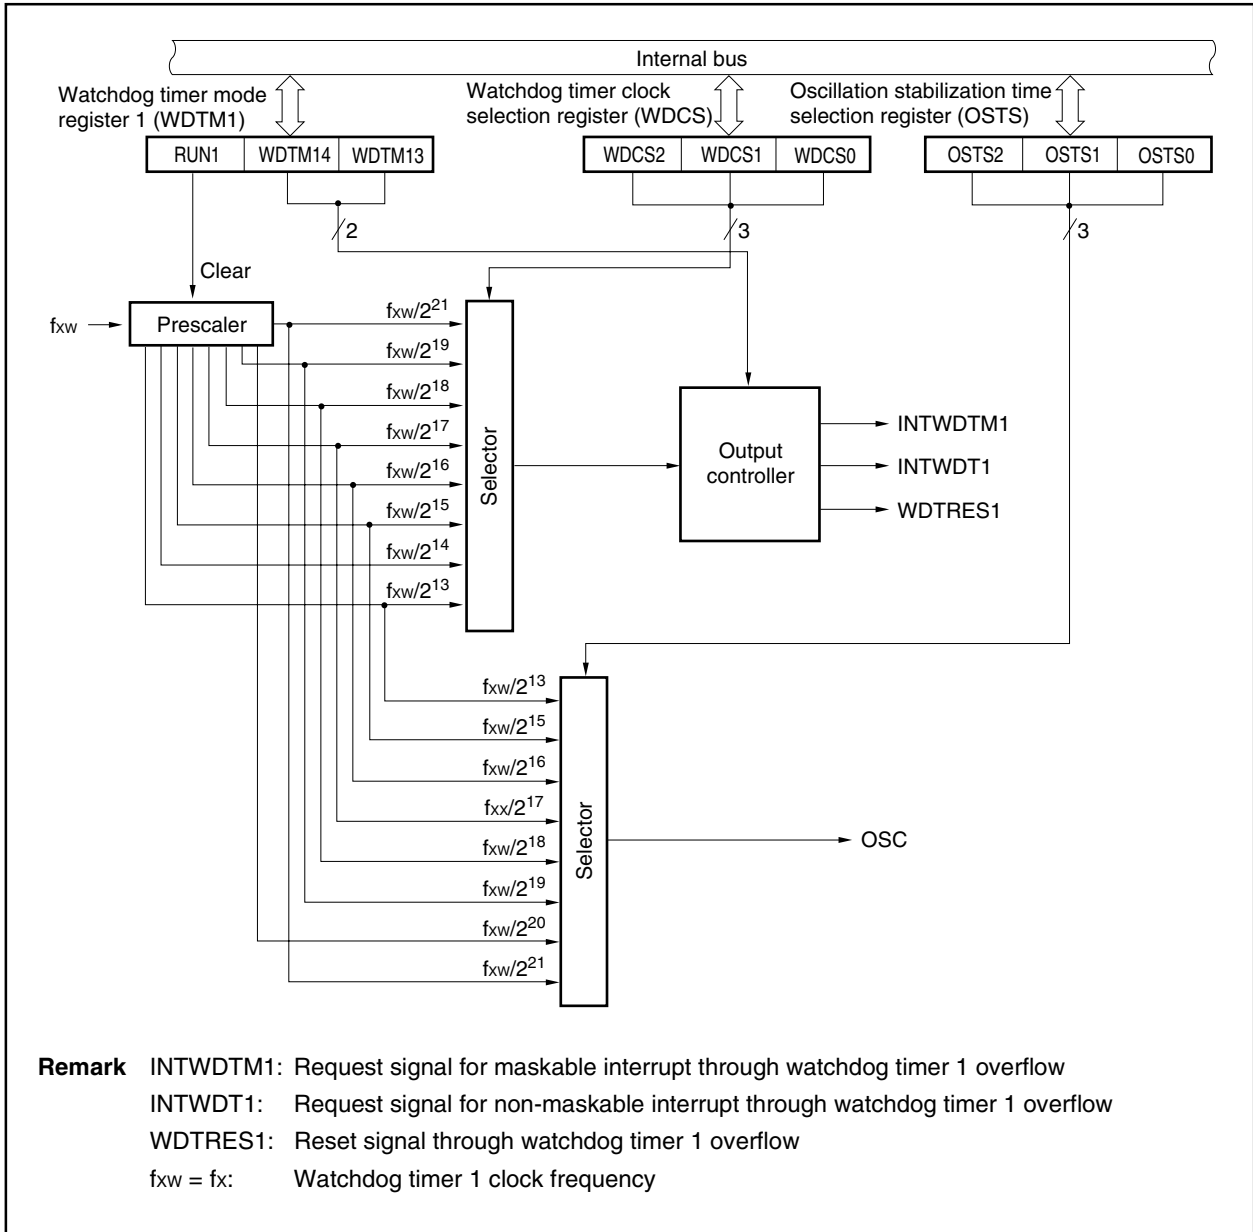 Internal bus
Watchdog timer mode
register 1 (WDTM1)
Watchdog timer clock
selection register (WDCS)
Oscillation stabilization time
selection register (OSTS)
RUN1 WDTM14 WDTM13
WDCS2 WDCS1 WDCS0
OSTS2 OSTS1 OSTS0
2
3
3
Clear
fxw
Prescaler
fxw/2^21
fxw/2^19
fxw/2^18
fxw/2^17
fxw/2^16
fxw/2^15
fxw/2^14
fxw/2^13
Selector
Output
controller
INTWDTM1
INTWDT1
WDTRES1
fxw/2^13
fxw/2^15
fxw/2^16
fxx/2^17
fxw/2^18
fxw/2^19
fxw/2^20
fxw/2^21
Selector
OSC
Remark INTWDTM1: Request signal for maskable interrupt through watchdog timer 1 overflow
INTWDT1: Request signal for non-maskable interrupt through watchdog timer 1 overflow
WDTRES1: Reset signal through watchdog timer 1 overflow
fxw = fx: Watchdog timer 1 clock frequency